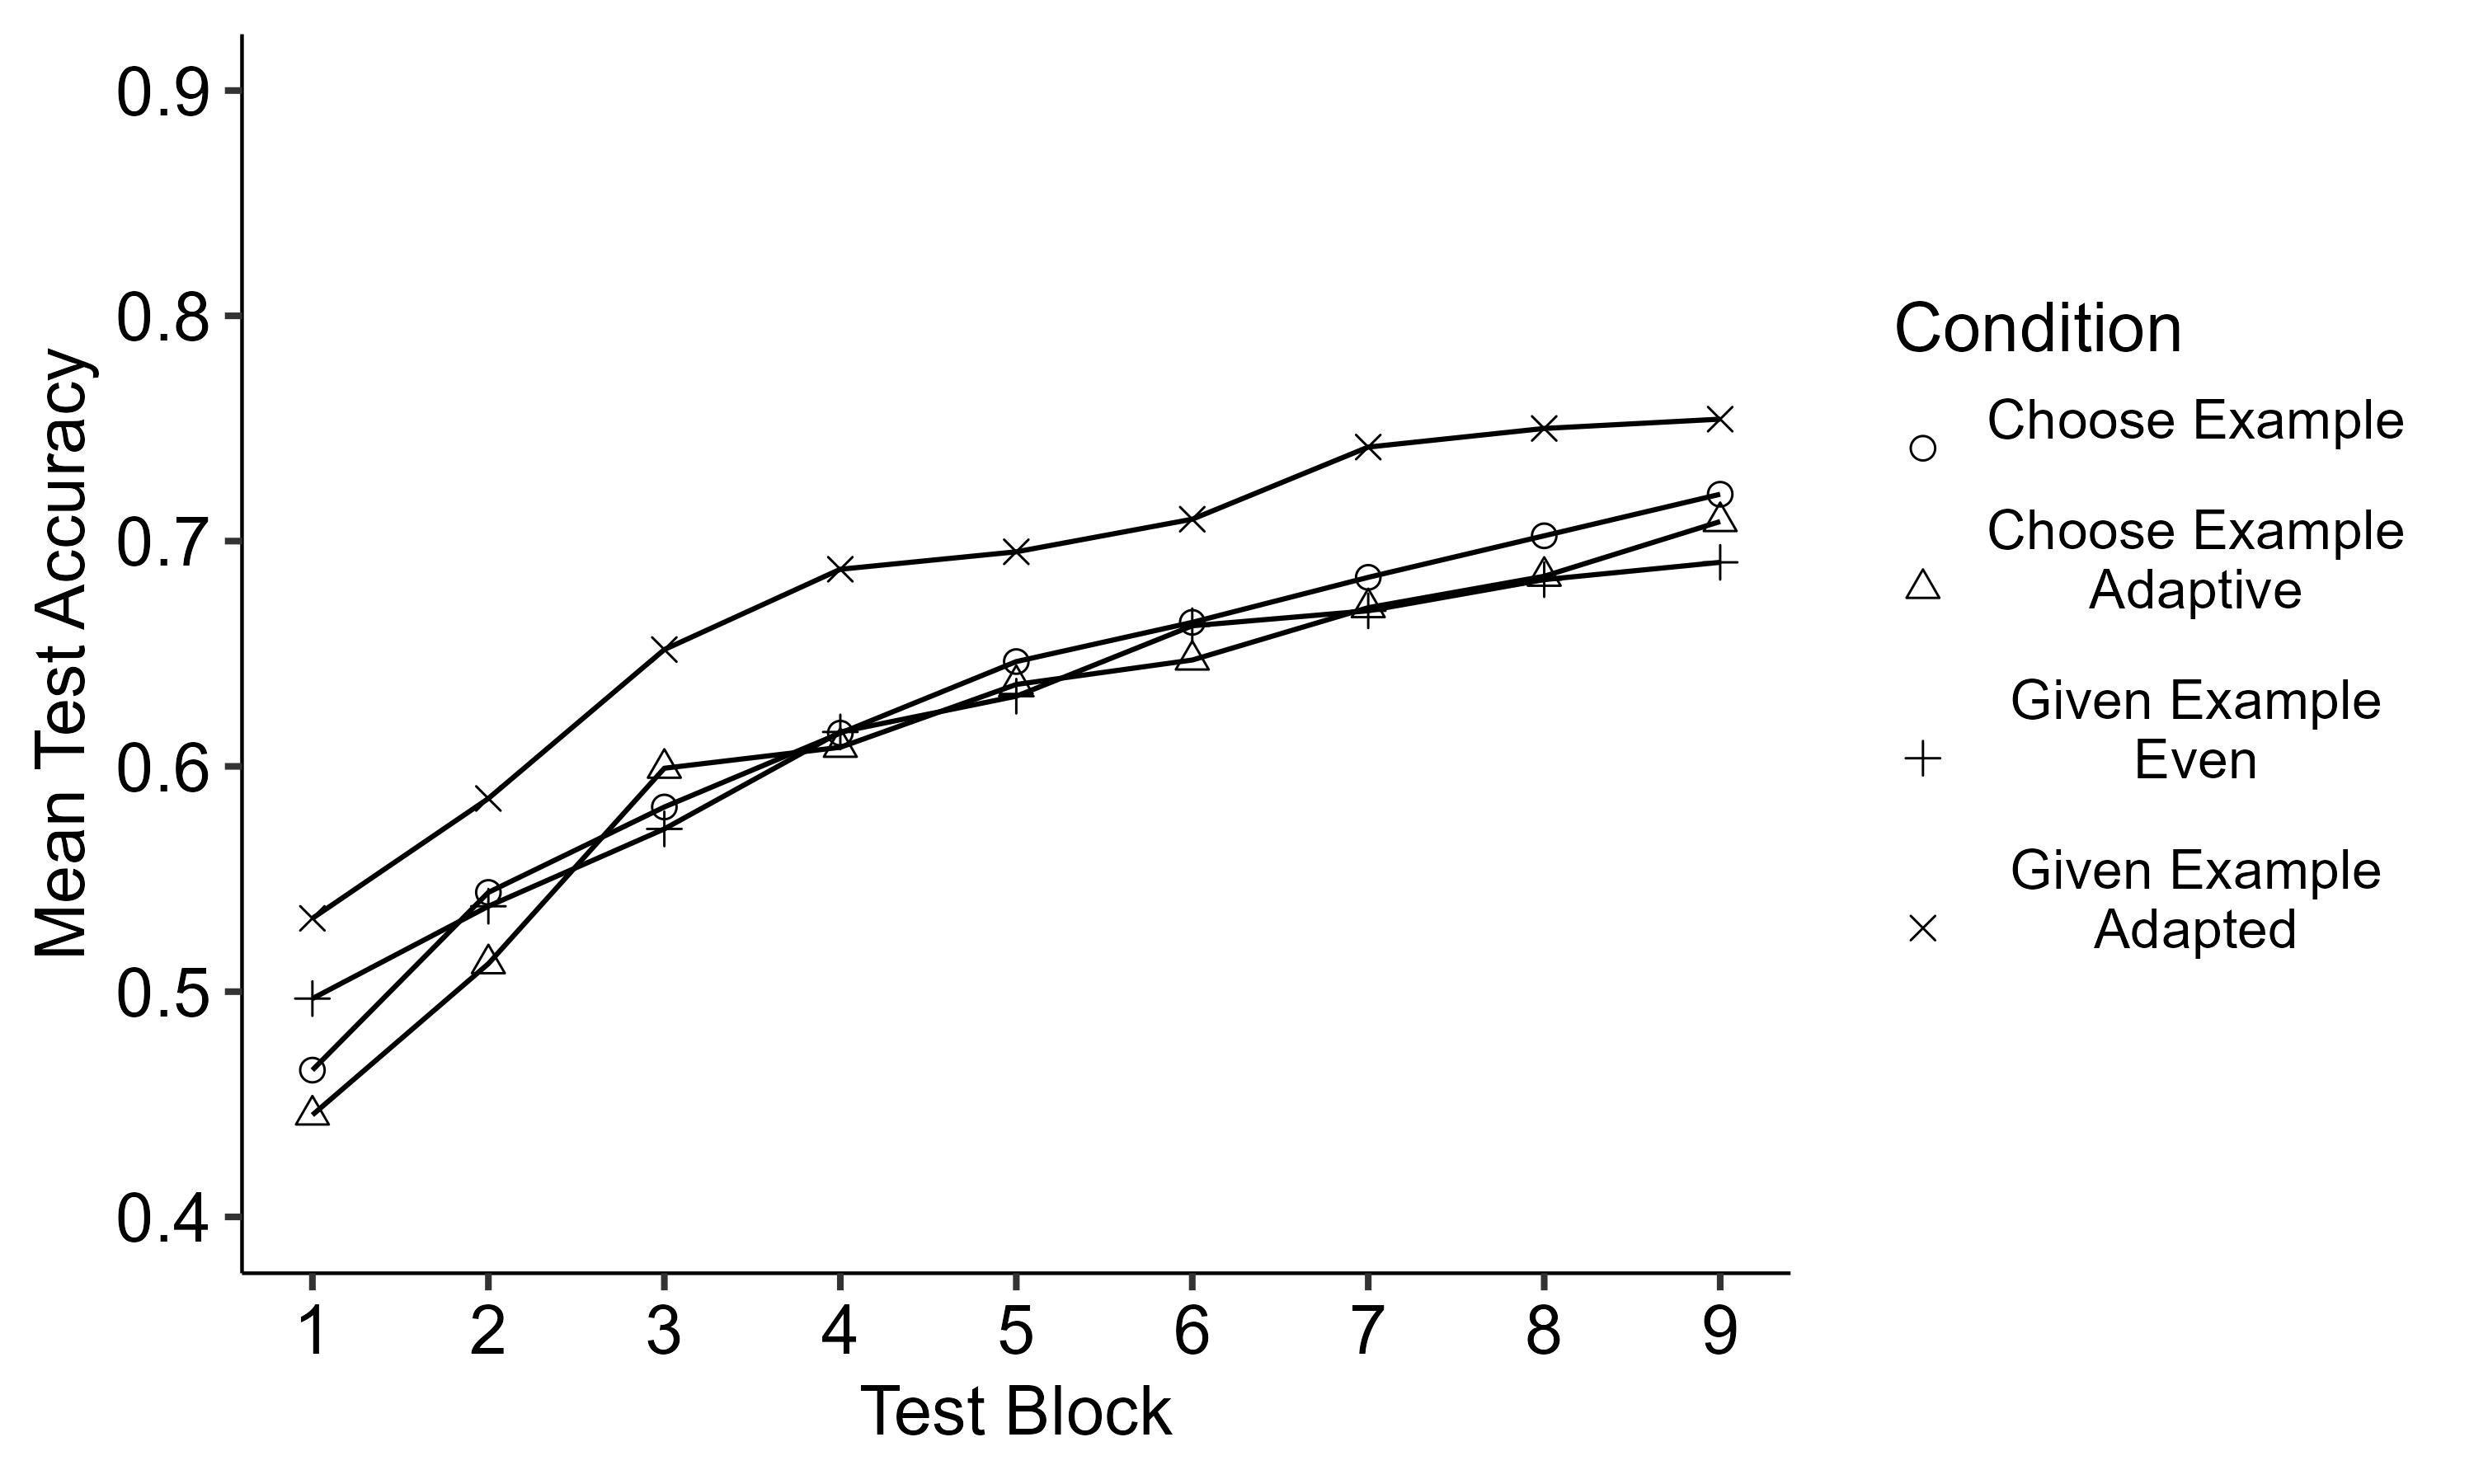 Mean Test Accuracy
0.9
0.8
0.7
0.6
0.5
0.4
1 2 3 4 5 6 7 8 9
Test Block
Condition
Choose Example
Choose Example
Adaptive
Given Example
Even
Given Example
Adapted